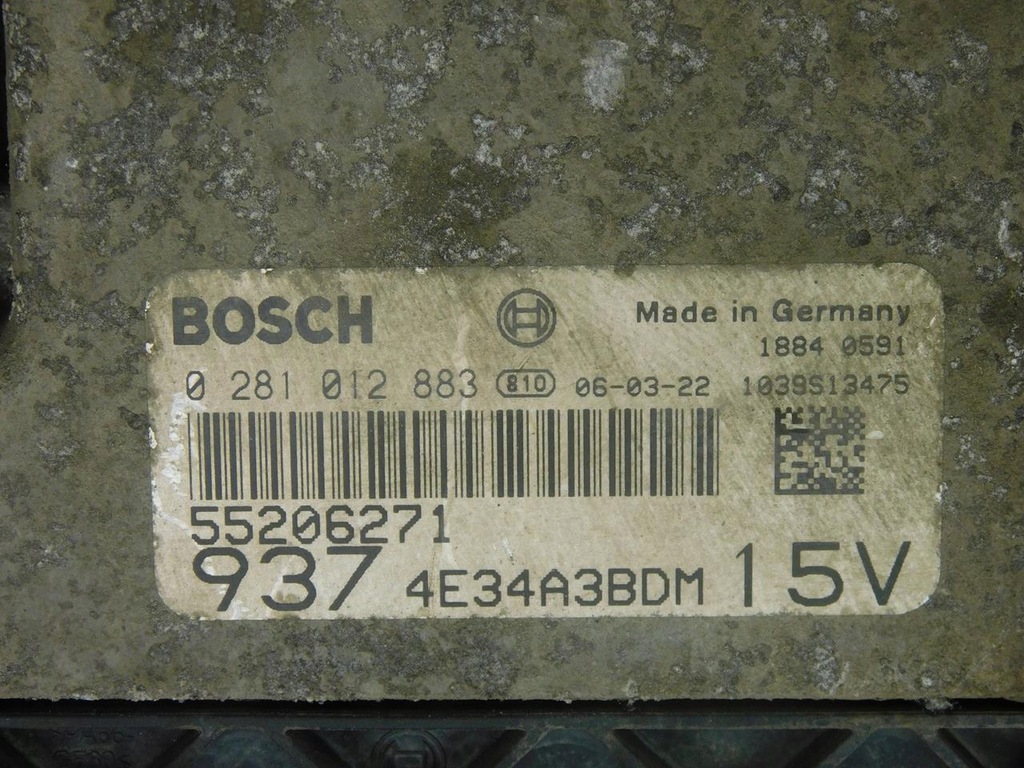 BOSCH Made in Germany
1884 0591
0 281 012 883 810 06-03-22 1039S13475
55206271
937 4E34A3BDM 15V